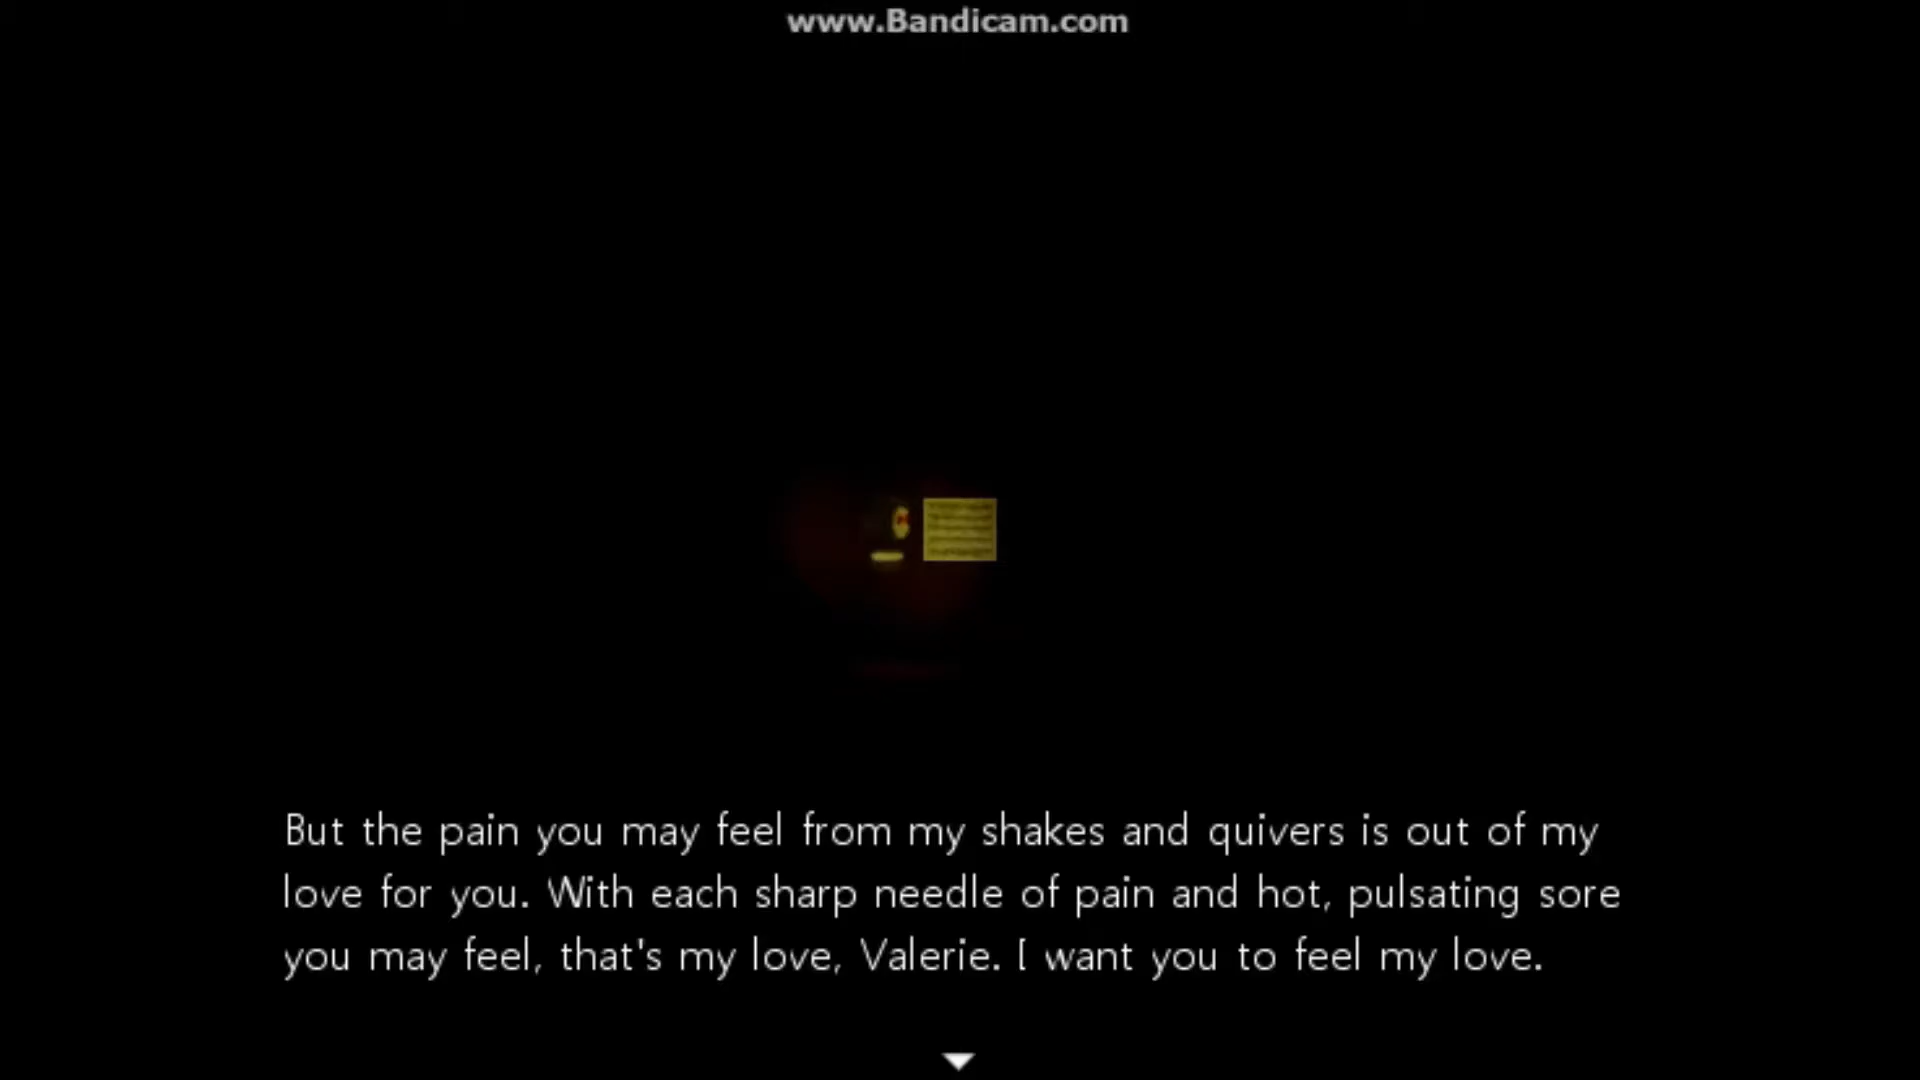 www.Bandicam.com
But the pain you may feel from my shakes and quivers is out of my
love for you. With each sharp needle of pain and hot, pulsating sore
you may feel, that's my love, Valerie. I want you to feel my love.